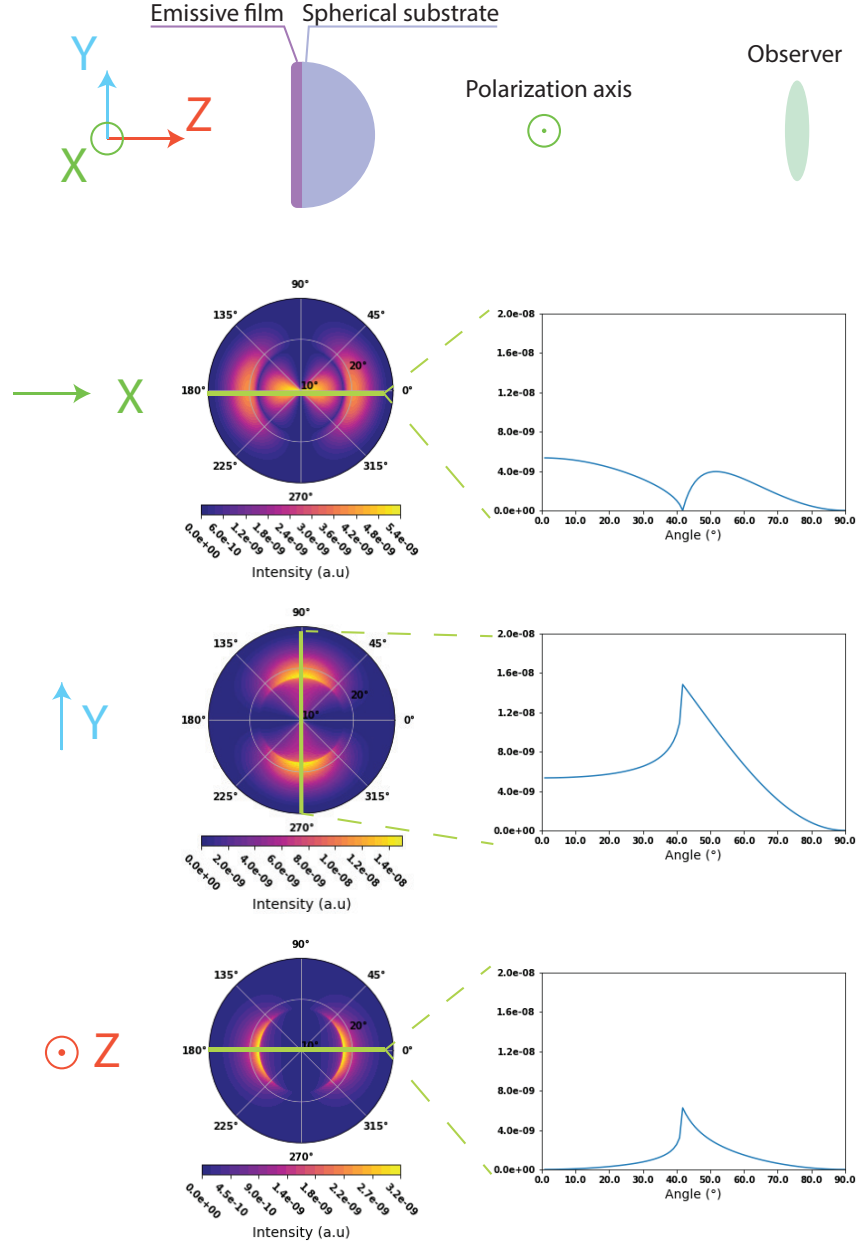 Emissive film Spherical substrate
Observer
Y
Polarization axis
Z
X
90°
135° 45°
20°
180° 10° 0°
225° 315°
270°
0.0e+00 6.0e-10 1.2e-09 1.8e-09 2.4e-09 3.0e-09 3.6e-09 4.2e-09 4.8e-09 5.4e-09
Intensity (a.u)
X
2.0e-08
1.6e-08
1.2e-08
8.0e-09
4.0e-09
0.0e+00
0.0 10.0 20.0 30.0 40.0 50.0 60.0 70.0 80.0 90.0
Angle (°)
90°
135° 45°
20°
180° 10° 0°
225° 315°
270°
0.0e+00 2.0e-09 4.0e-09 6.0e-09 8.0e-09 1.0e-08 1.2e-08 1.4e-08
Intensity (a.u)
Y
2.0e-08
1.6e-08
1.2e-08
8.0e-09
4.0e-09
0.0e+00
0.0 10.0 20.0 30.0 40.0 50.0 60.0 70.0 80.0 90.0
Angle (°)
90°
135° 45°
20°
180° 10° 0°
225° 315°
270°
0.0e+00 4.5e-10 9.0e-10 1.4e-09 1.8e-09 2.2e-09 2.7e-09 3.2e-09
Intensity (a.u)
Z
2.0e-08
1.6e-08
1.2e-08
8.0e-09
4.0e-09
0.0e+00
0.0 10.0 20.0 30.0 40.0 50.0 60.0 70.0 80.0 90.0
Angle (°)